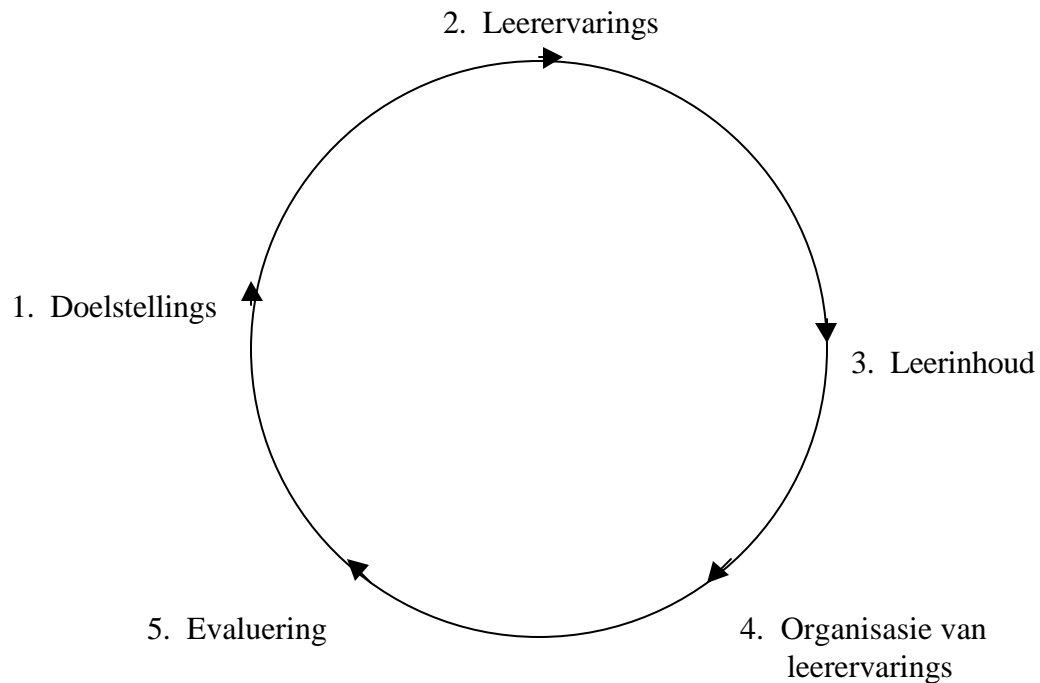 2. Leerervarings
1. Doelstellings
3. Leerinhoud
5. Evaluering
4. Organisasie van
leerervarings